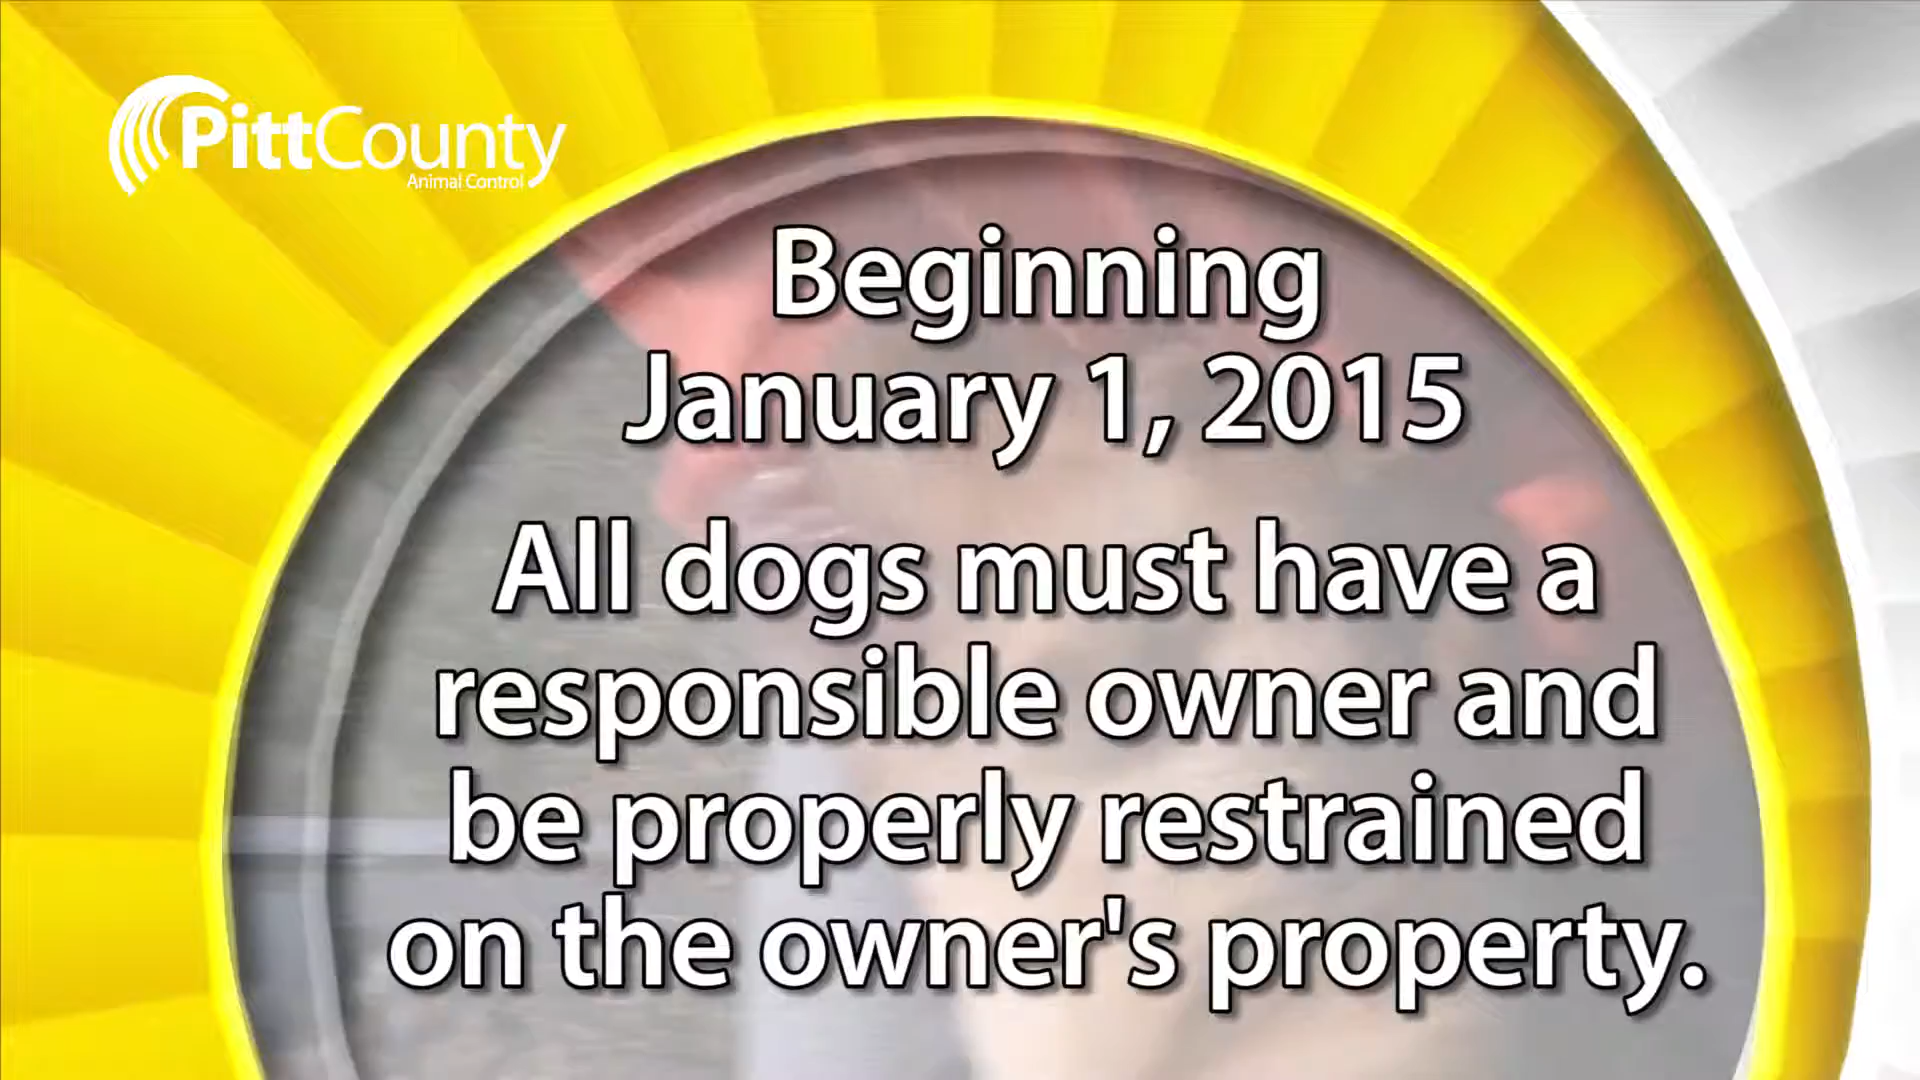 PittCounty
Animal Control
Beginning
January 1, 2015
All dogs must have a
responsible owner and
be properly restrained
on the owner's property.